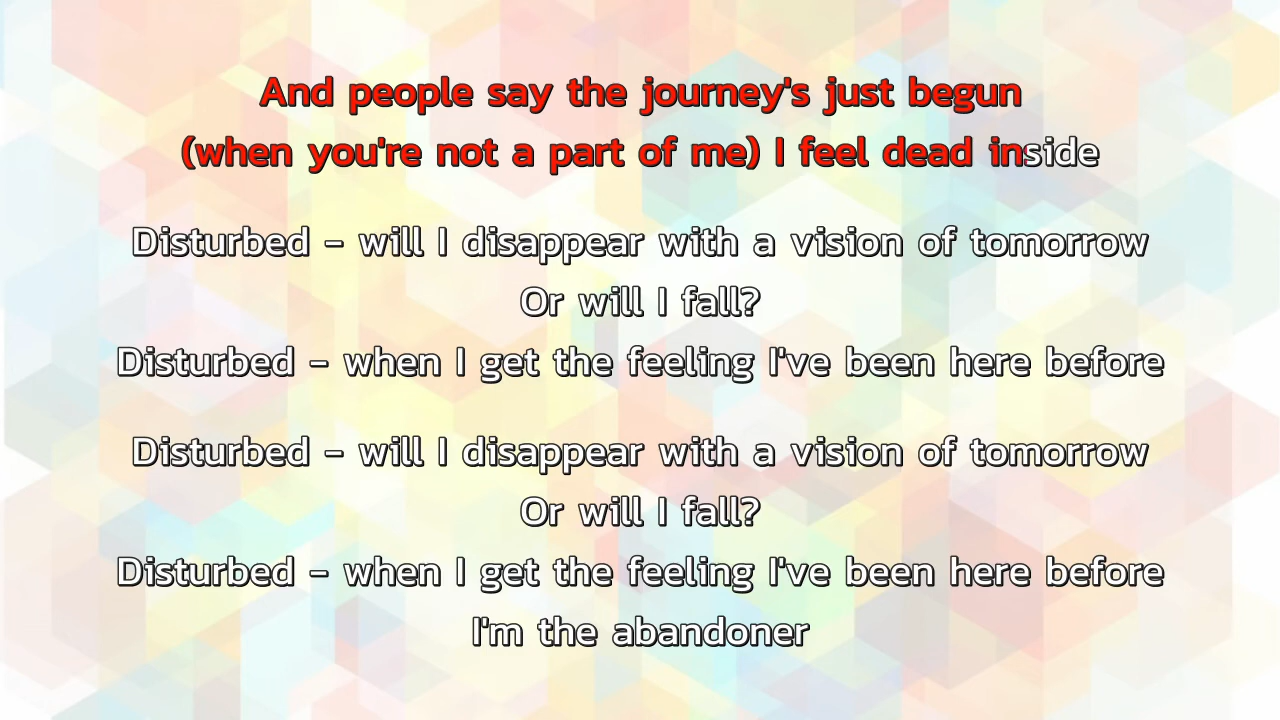 And people say the journey's just begun
(when you're not a part of me) I feel dead inside
Disturbed – will I disappear with a vision of tomorrow
Or will I fall?
Disturbed – when I get the feeling I've been here before
Disturbed – will I disappear with a vision of tomorrow
Or will I fall?
Disturbed – when I get the feeling I've been here before
I'm the abandoner